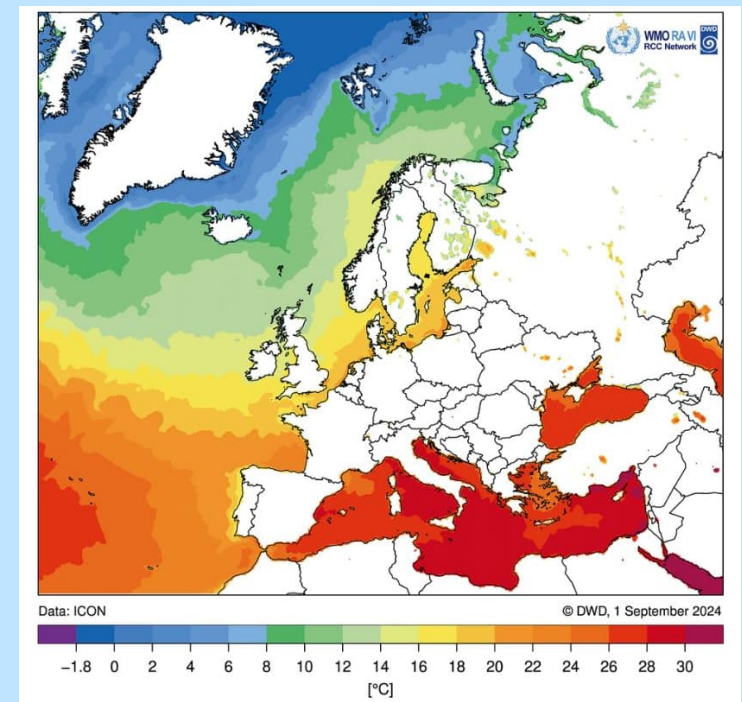 WMO RA VI
RCC Network
DWD
Data: ICON
© DWD, 1 September 2024
−1.8 0 2 4 6 8 10 12 14 16 18 20 22 24 26 28 30
[°C]